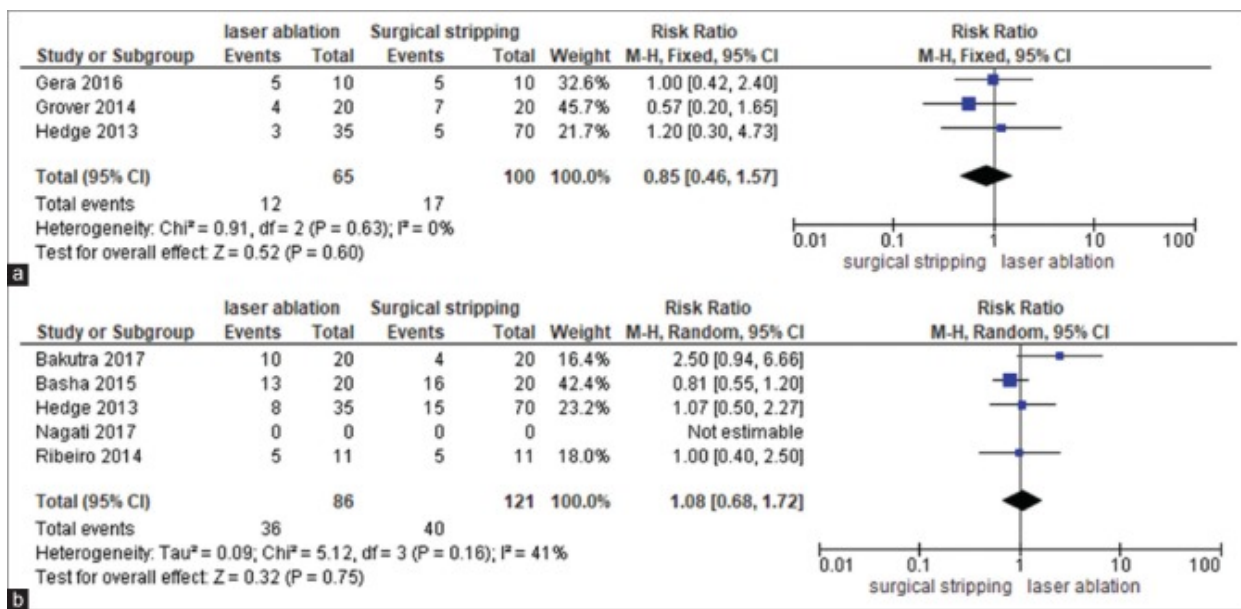 laser ablation Surgical stripping Risk Ratio Risk Ratio
Study or Subgroup Events Total Events Total Weight M-H, Fixed, 95% CI M-H, Fixed, 95% CI
Gera 2016 5 10 5 10 32.6% 1.00 [0.42, 2.40]
Grover 2014 4 20 7 20 45.7% 0.57 [0.20, 1.65]
Hedge 2013 3 35 5 70 21.7% 1.20 [0.30, 4.73]
Total (95% CI) 65 100 100.0% 0.85 [0.46, 1.57]
Total events 12 17
Heterogeneity: Chi² = 0.91, df = 2 (P = 0.63); I² = 0%
Test for overall effect: Z = 0.52 (P = 0.60)
0.01 0.1 1 10 100
surgical stripping laser ablation
a
laser ablation Surgical stripping Risk Ratio Risk Ratio
Study or Subgroup Events Total Events Total Weight M-H, Random, 95% CI M-H, Random, 95% CI
Bakutra 2017 10 20 4 20 16.4% 2.50 [0.94, 6.66]
Basha 2015 13 20 16 20 42.4% 0.81 [0.55, 1.20]
Hedge 2013 8 35 15 70 23.2% 1.07 [0.50, 2.27]
Nagati 2017 0 0 0 0 Not estimable
Ribeiro 2014 5 11 5 11 18.0% 1.00 [0.40, 2.50]
Total (95% CI) 86 121 100.0% 1.08 [0.68, 1.72]
Total events 36 40
Heterogeneity: Tau² = 0.09; Chi² = 5.12, df = 3 (P = 0.16); I² = 41%
Test for overall effect: Z = 0.32 (P = 0.75)
0.01 0.1 1 10 100
surgical stripping laser ablation
b